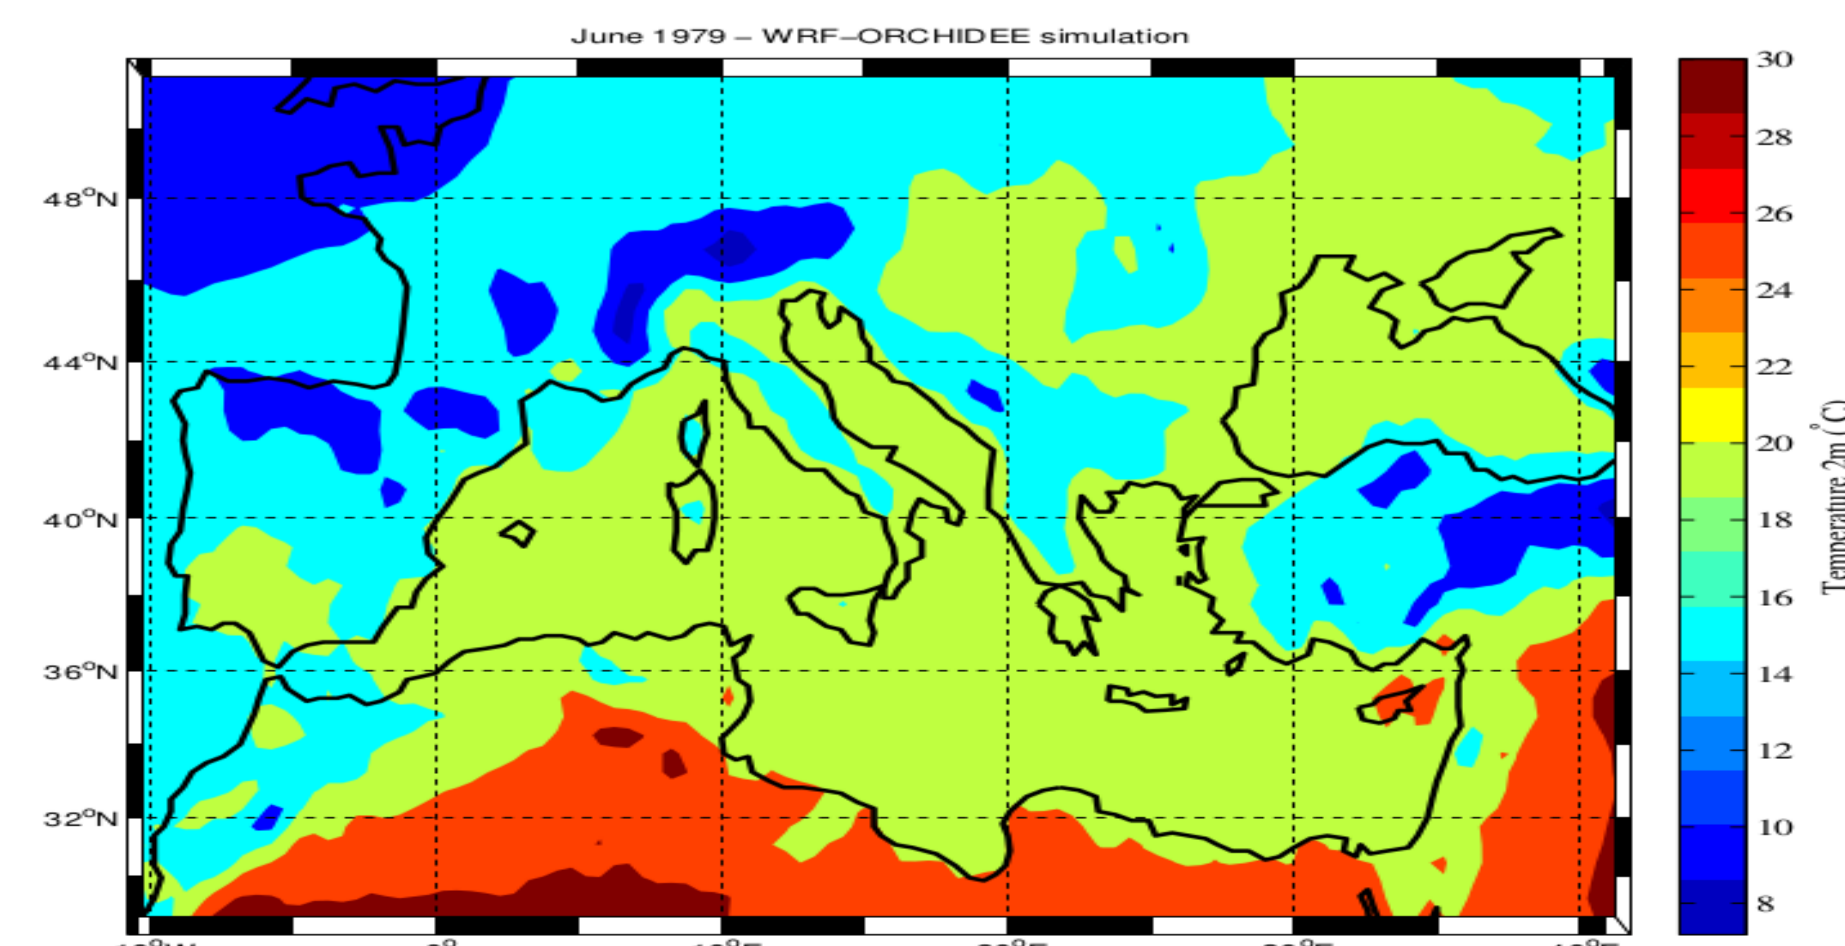 June 1979 – WRF–ORCHIDEE simulation
30
28
48°N
26
24
44°N
22
20
40°N
18
16
36°N
14
12
32°N
10
8
Temperature 2m (°C)